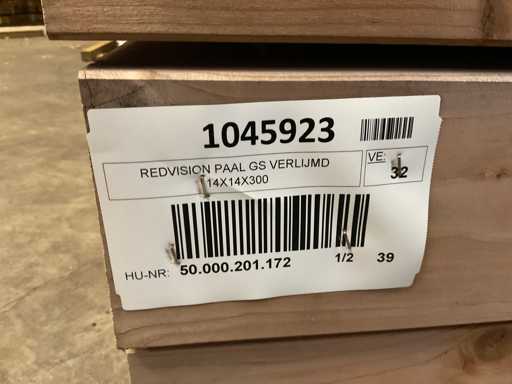 1045923
REDVISION PAAL GS VERLIJMD
14X14X300
VE:
32
HU-NR: 50.000.201.172 1/2 39